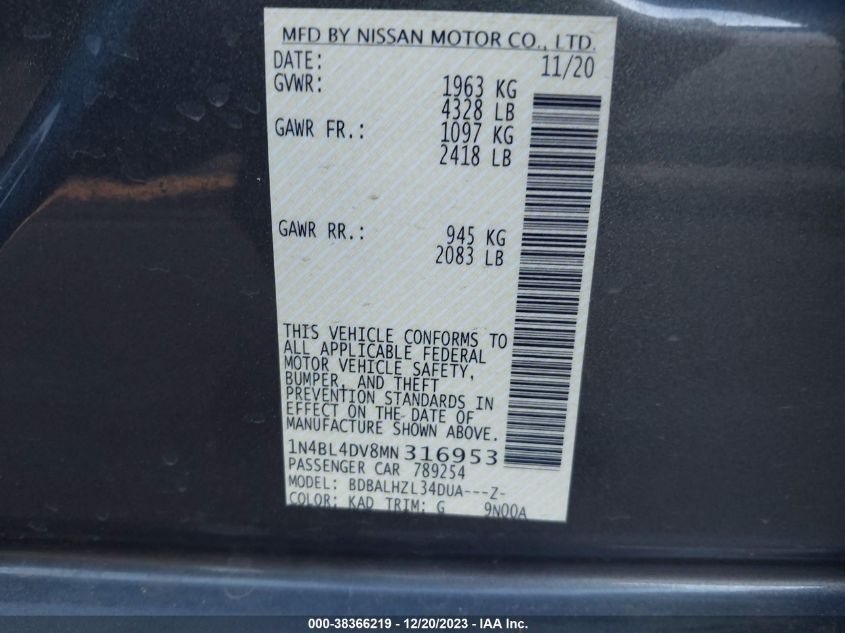 MFD BY NISSAN MOTOR CO., LTD.
DATE: 11/20
GVWR: 1963 KG
4328 LB
GAWR FR.: 1097 KG
2418 LB
GAWR RR.: 945 KG
2083 LB
THIS VEHICLE CONFORMS TO
ALL APPLICABLE FEDERAL
MOTOR VEHICLE SAFETY,
BUMPER, AND THEFT
PREVENTION STANDARDS IN
EFFECT ON THE DATE OF
MANUFACTURE SHOWN ABOVE.
1N4BL4DV8MN316953
PASSENGER CAR 789254
MODEL: BDBALHZL34DUA---Z-
COLOR: KAD TRIM: G 9N00A
000-38366219 - 12/20/2023 - IAA Inc.